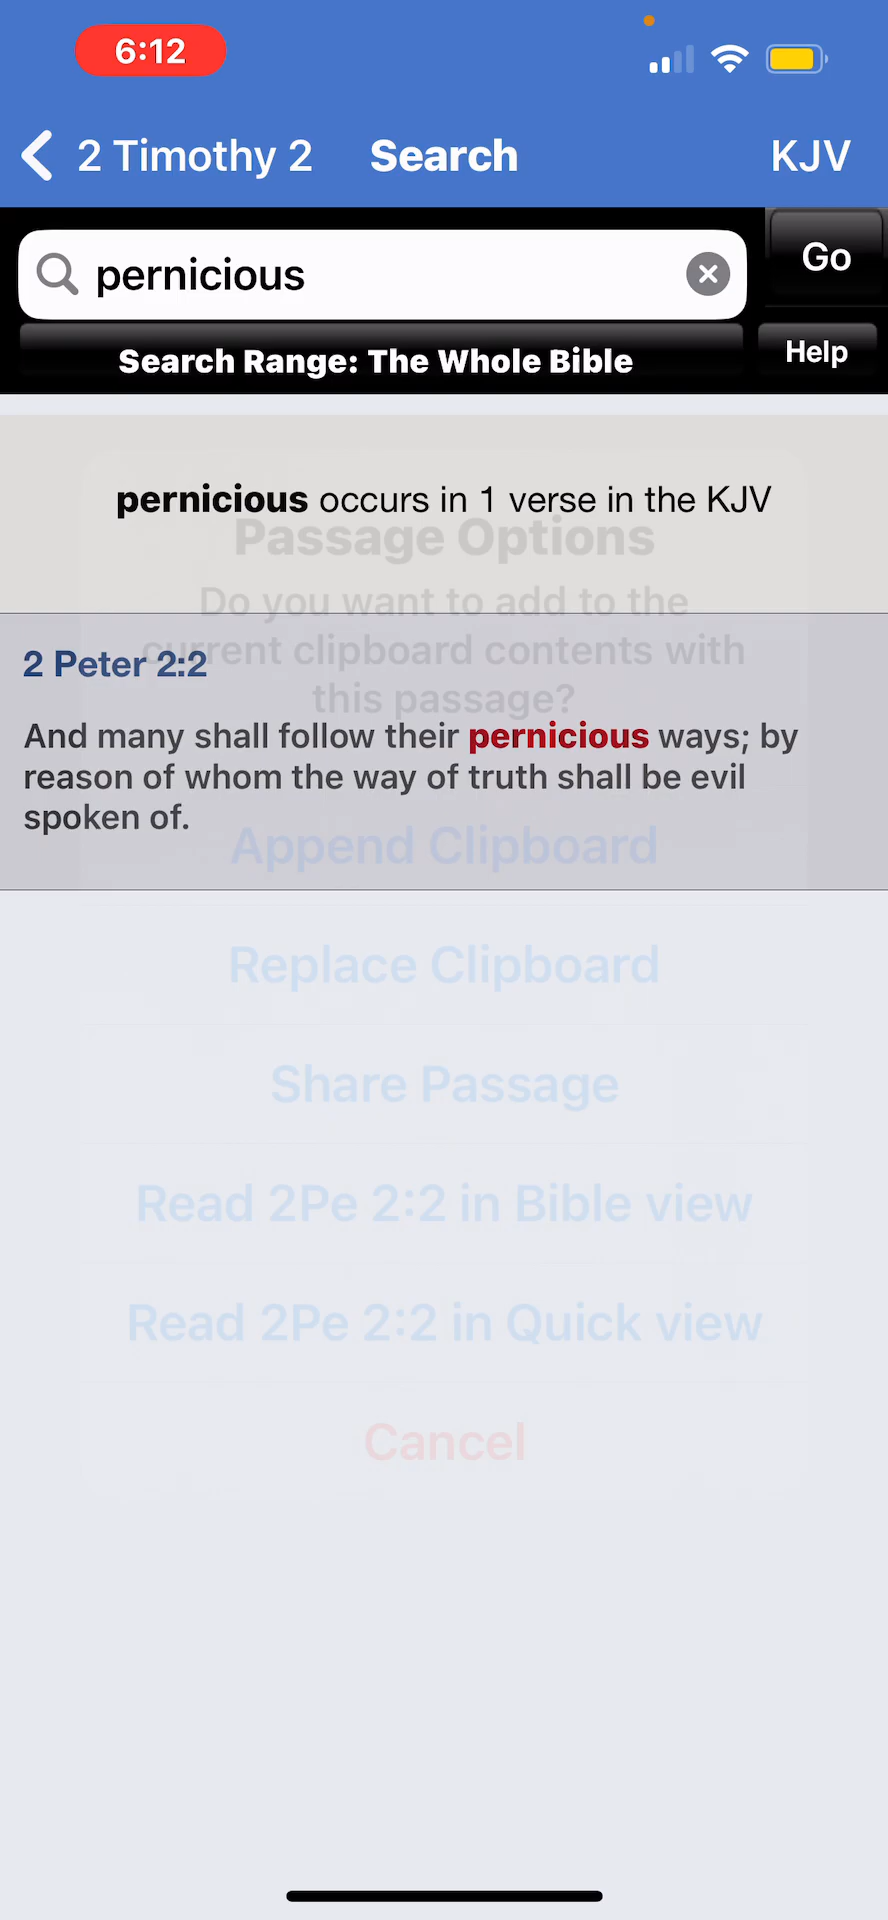 6:12
2 Timothy 2 Search KJV
pernicious
Go
Search Range: The Whole Bible
Help
pernicious occurs in 1 verse in the KJV
Passage Options
Do you want to add to the
current clipboard contents with
this passage?
2 Peter 2:2
And many shall follow their pernicious ways; by
reason of whom the way of truth shall be evil
spoken of.
Append Clipboard
Replace Clipboard
Share Passage
Read 2Pe 2:2 in Bible view
Read 2Pe 2:2 in Quick view
Cancel